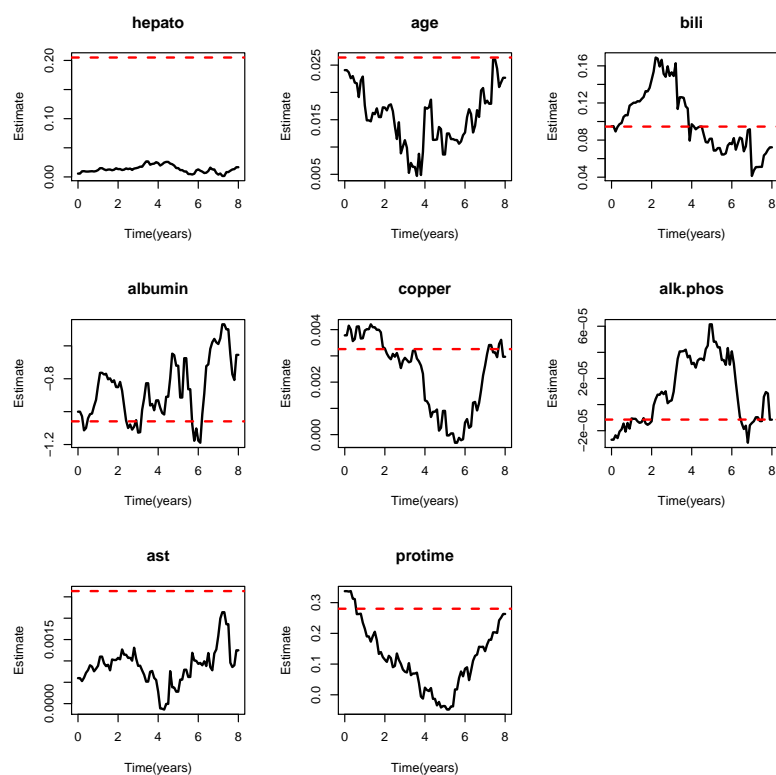 hepato
age
bili
Estimate
0.00
0.10
0.20
0 2 4 6 8
Time(years)
Estimate
0.005
0.015
0.025
0 2 4 6 8
Time(years)
Estimate
0.04
0.08
0.12
0.16
0 2 4 6 8
Time(years)
albumin
copper
alk.phos
Estimate
−1.2
−0.8
0 2 4 6 8
Time(years)
Estimate
0.000
0.002
0.004
0 2 4 6 8
Time(years)
Estimate
−2e−05
2e−05
6e−05
0 2 4 6 8
Time(years)
ast
protime
Estimate
0.0000
0.0015
0 2 4 6 8
Time(years)
Estimate
0.0
0.1
0.2
0.3
0 2 4 6 8
Time(years)